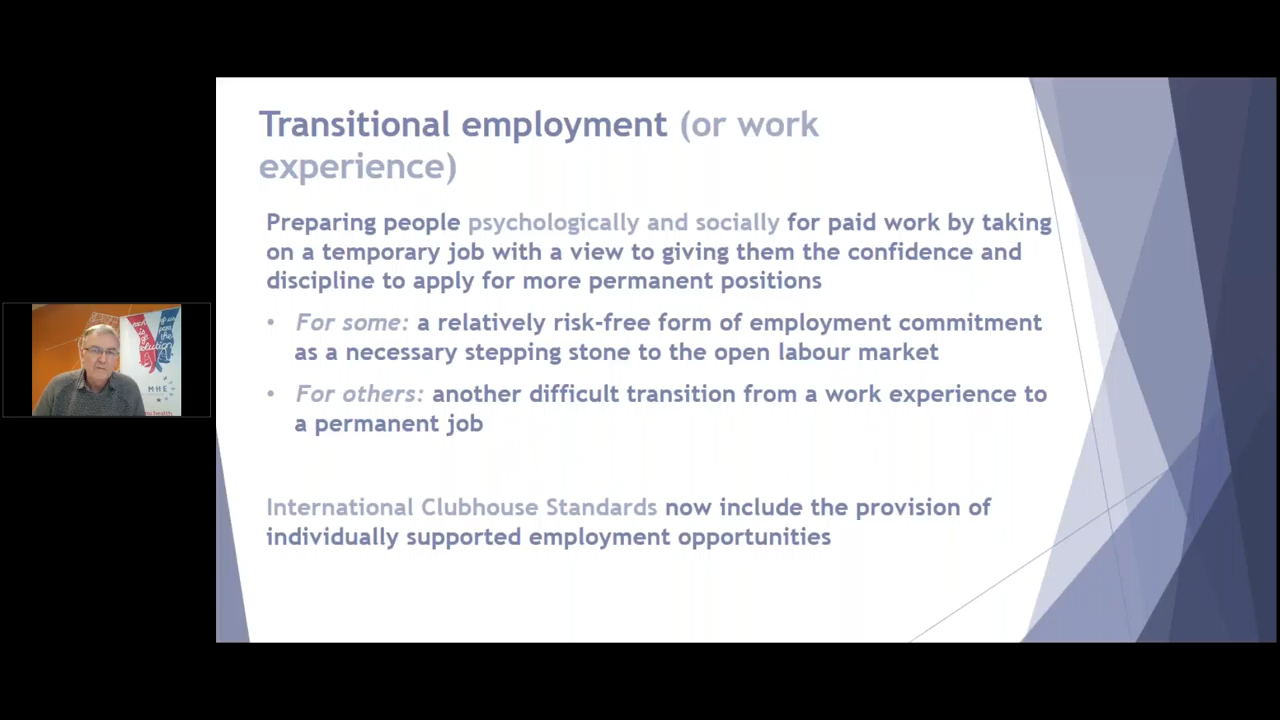 Transitional employment (or work
experience)
Preparing people psychologically and socially for paid work by taking
on a temporary job with a view to giving them the confidence and
discipline to apply for more permanent positions
• For some: a relatively risk-free form of employment commitment
as a necessary stepping stone to the open labour market
• For others: another difficult transition from a work experience to
a permanent job
International Clubhouse Standards now include the provision of
individually supported employment opportunities
MHE